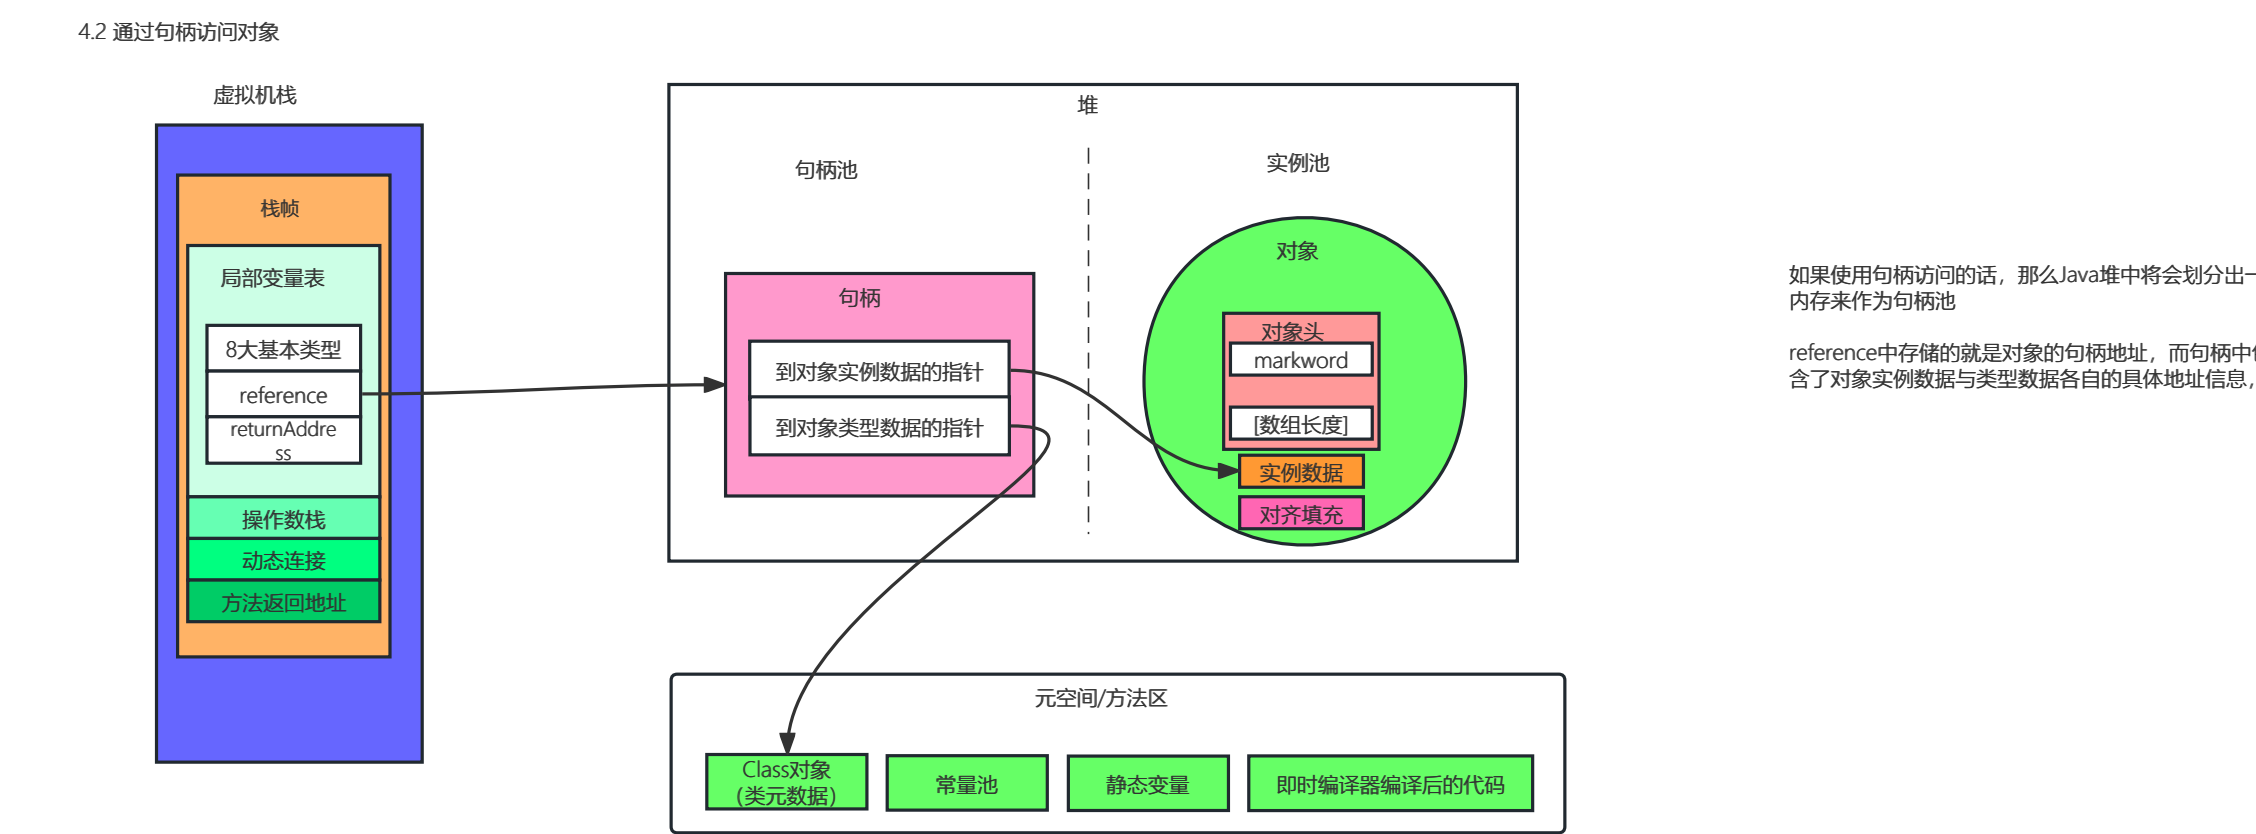 4.2 通过句柄访问对象
虚拟机栈
栈帧
局部变量表
8大基本类型
reference
returnAddre
ss
操作数栈
动态连接
方法返回地址
堆
句柄池
实例池
句柄
到对象实例数据的指针
到对象类型数据的指针
对象
对象头
markword
[数组长度]
实例数据
对齐填充
元空间/方法区
Class对象
（类元数据）
常量池
静态变量
即时编译器编译后的代码
如果使用句柄访问的话，那么Java堆中将会划分出一
内存来作为句柄池
reference中存储的就是对象的句柄地址，而句柄中
含了对象实例数据与类型数据各自的具体地址信息，